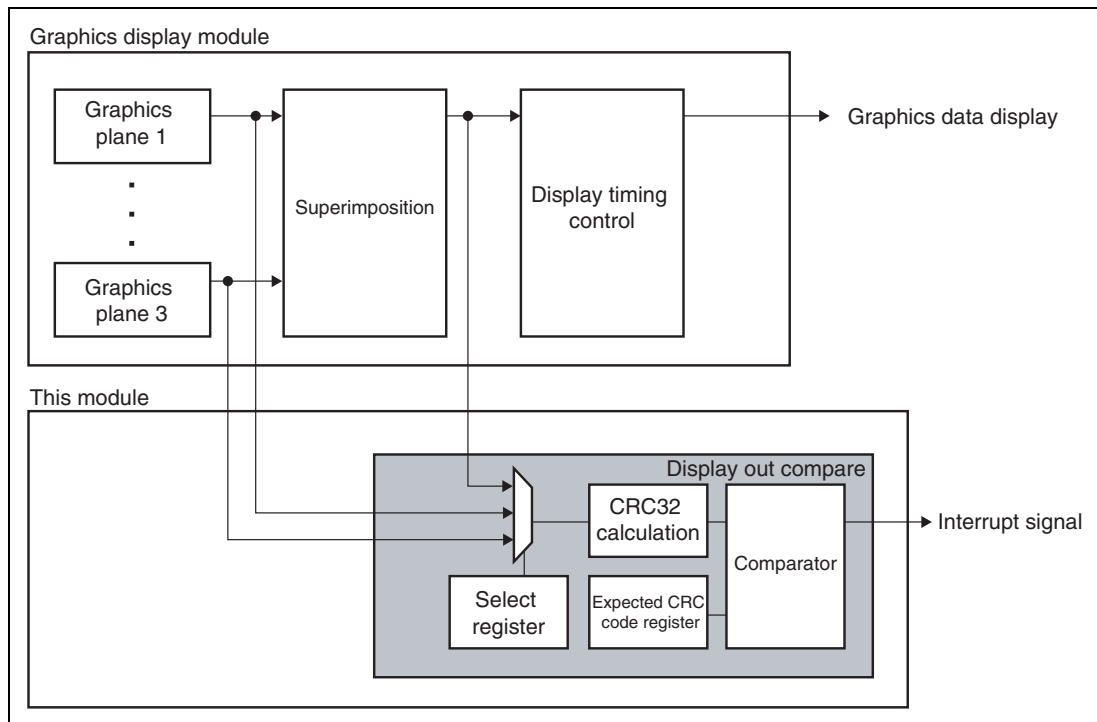 Graphics display module
Graphics
plane 1
Graphics
plane 3
Superimposition
Display timing
control
Graphics data display
This module
Display out compare
CRC32
calculation
Select
register
Expected CRC
code register
Comparator
Interrupt signal